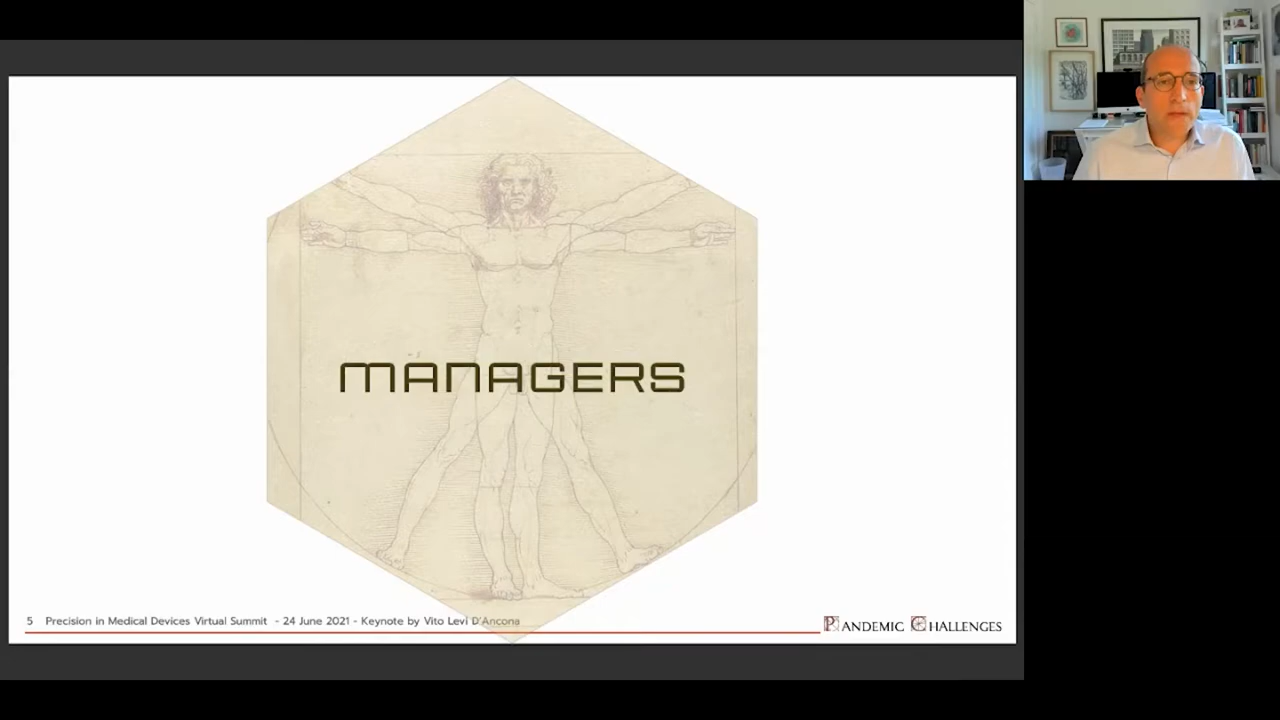 MANAGERS
5 Precision in Medical Devices Virtual Summit - 24 June 2021 - Keynote by Vito Levi D'Ancona
PANDEMIC CHALLENGES